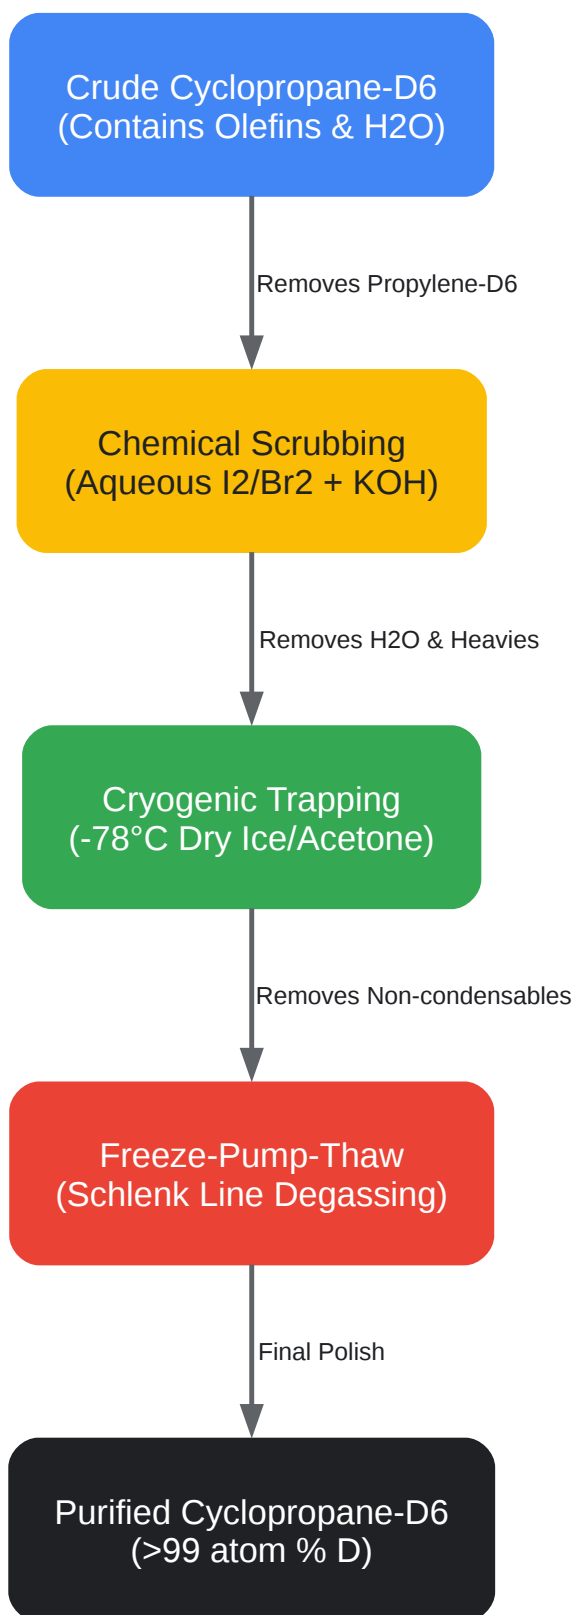 Crude Cyclopropane-D6
(Contains Olefins & H2O)
Removes Propylene-D6
Chemical Scrubbing
(Aqueous I2/Br2 + KOH)
Removes H2O & Heavies
Cryogenic Trapping
(-78°C Dry Ice/Acetone)
Removes Non-condensables
Freeze-Pump-Thaw
(Schlenk Line Degassing)
Final Polish
Purified Cyclopropane-D6
(>99 atom % D)